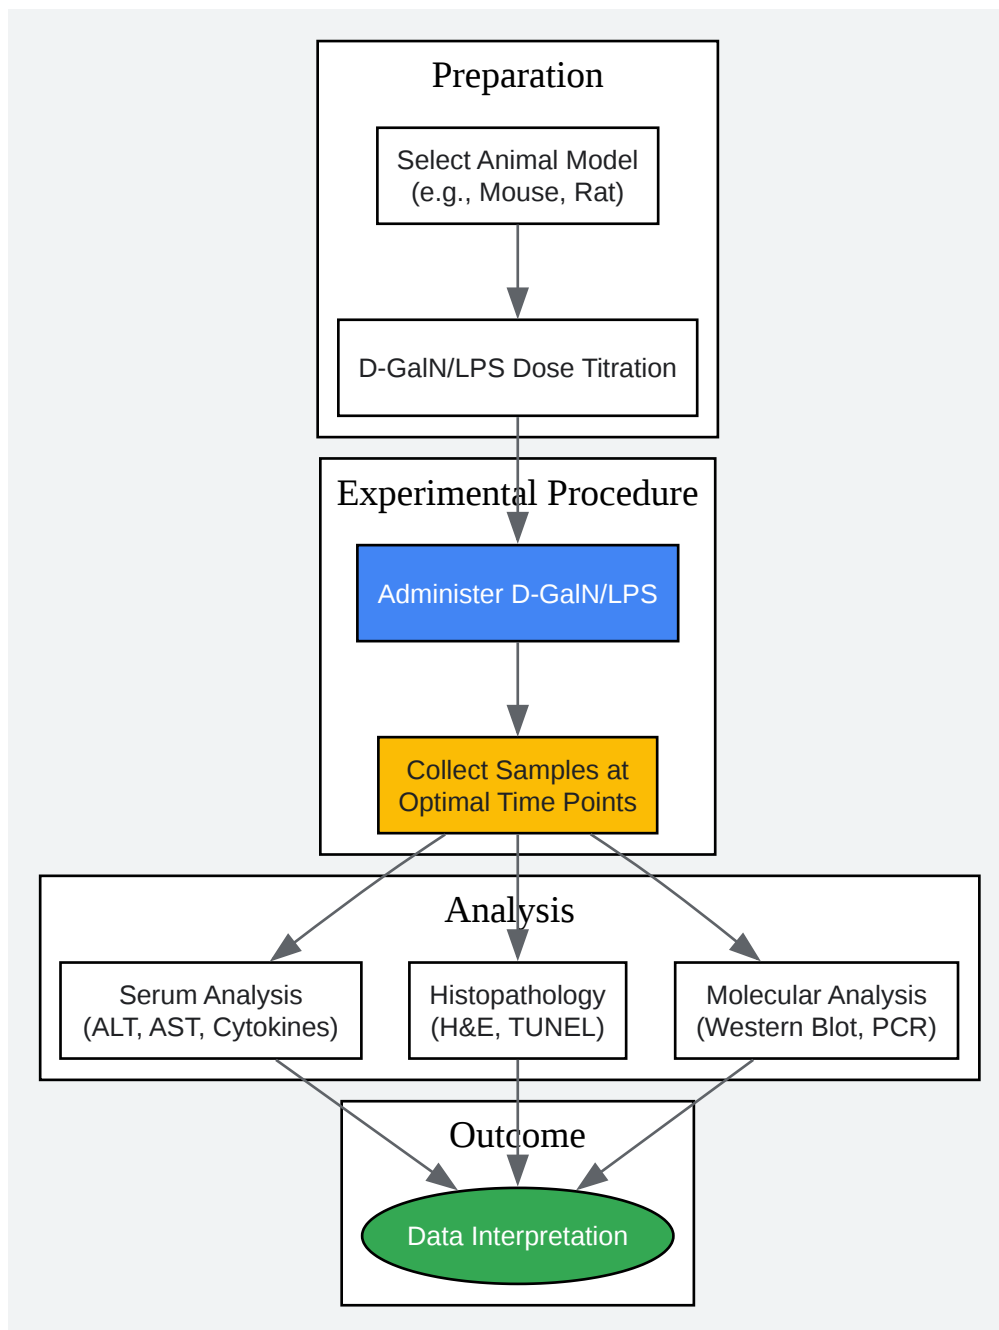 Preparation
Select Animal Model
(e.g., Mouse, Rat)
D-GalN/LPS Dose Titration
Experimental Procedure
Administer D-GalN/LPS
Collect Samples at
Optimal Time Points
Analysis
Serum Analysis
(ALT, AST, Cytokines)
Histopathology
(H&E, TUNEL)
Molecular Analysis
(Western Blot, PCR)
Outcome
Data Interpretation